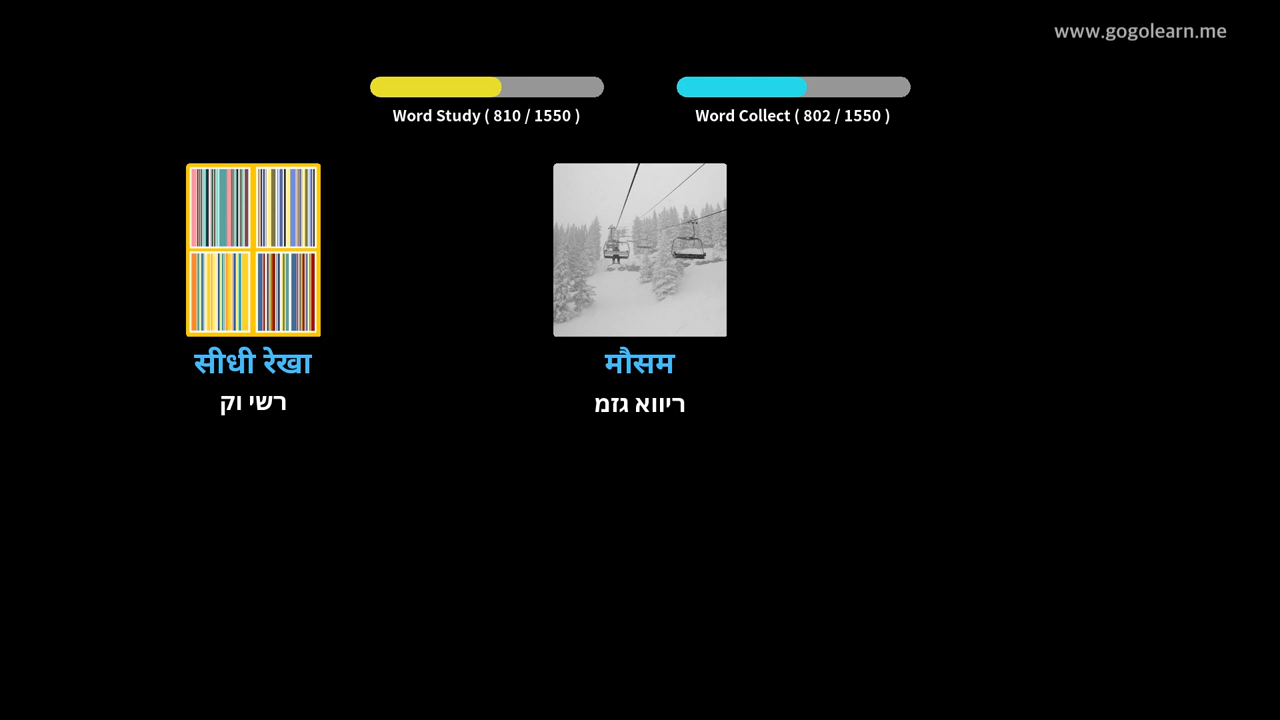 www.gogolearn.me
Word Study ( 810 / 1550 )
Word Collect ( 802 / 1550 )
सीधी रेखा
רשי וק
मौसम
ריווא גזמ